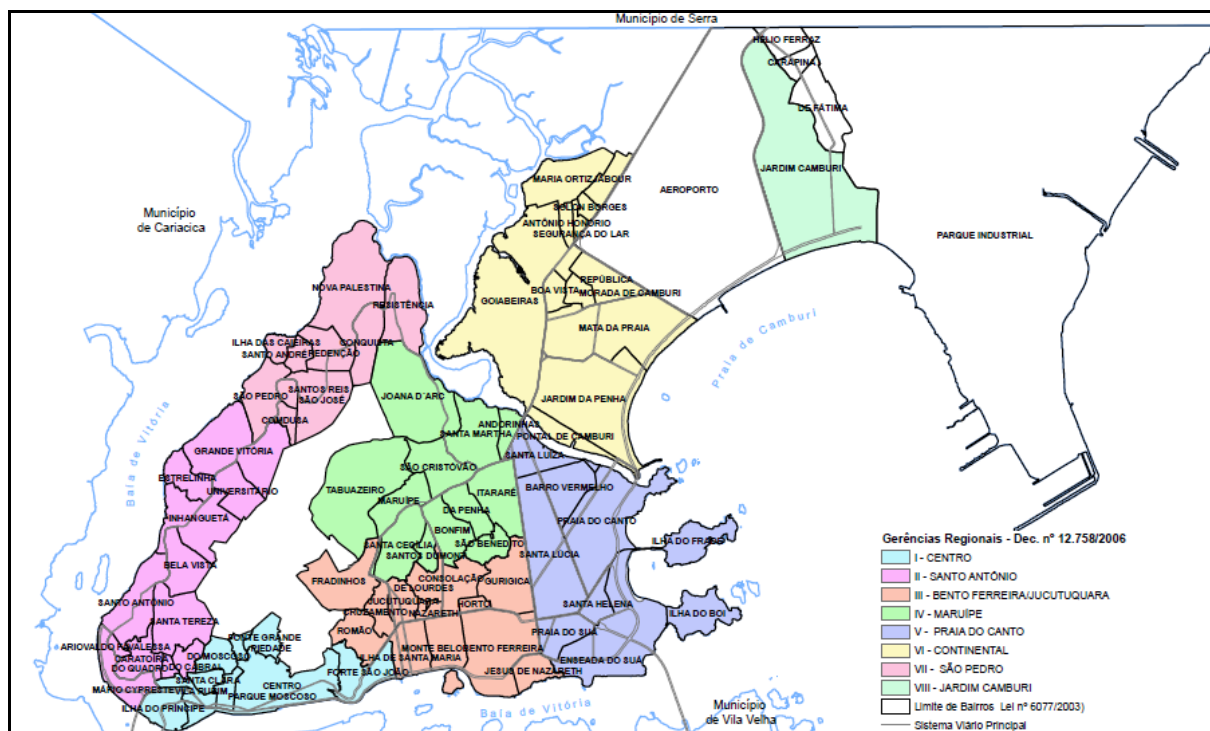 Município de Serra
HELIO FERRAZ
CARAPINA
DE FÁTIMA
JARDIM CAMBURI
AEROPORTO
PARQUE INDUSTRIAL
MARIA ORTIZ
JABOUR
SOLON BORGES
ANTÔNIO HONÓRIO
SEGURANÇA DO LAR
Município
de Cariacica
REPÚBLICA
BOA VISTA
MORADA DE CAMBURI
GOIABEIRAS
MATA DA PRAIA
Praia de Camburi
NOVA PALESTINA
RESISTÊNCIA
ILHA DAS CAIEIRAS
CONQUISTA
SANTO ANDRÉ
REDENÇÃO
SANTOS REIS
SÃO PEDRO
SÃO JOSÉ
COMDUSA
JOANA D´ARC
JARDIM DA PENHA
ANDORINHAS
SANTA MARTHA
PONTAL DE CAMBURI
SANTA LUÍZA
Baía de Vitória
GRANDE VITÓRIA
ESTRELINHA
UNIVERSITÁRIO
INHANGUETÁ
SÃO CRISTÓVÃO
TABUAZEIRO
ITARARÉ
MARUÍPE
DA PENHA
BONFIM
SANTA CECÍLIA
SÃO BENEDITO
SANTOS DUMONT
BARRO VERMELHO
PRAIA DO CANTO
ILHA DO FRADE
SANTA LÚCIA
BELA VISTA
FRADINHOS
CONSOLAÇÃO
GURIGICA
DE LOURDES
JUCUTUQUARA
HORTO
CRUZAMENTO
NAZARETH
SANTA HELENA
ILHA DO BOI
SANTO ANTÔNIO
SANTA TEREZA
ROMÃO
PRAIA DO SUÁ
FONTE GRANDE
PIEDADE
ARIOVALDO FAVALESSA
DO MOSCOSO
CARATOÍRA
DO CABRAL
DO QUADRO
MONTE BELO
BENTO FERREIRA
ILHA DE SANTA MARIA
ENSEADA DO SUÁ
JESUS DE NAZARETH
FORTE SÃO JOÃO
SANTA CLARA
CENTRO
MÁRIO CYPRESTE
VILA RUBIM
PARQUE MOSCOSO
ILHA DO PRÍNCIPE
Baía de Vitória
Município
de Vila Velha
Gerências Regionais - Dec. nº 12.758/2006
I - CENTRO
II - SANTO ANTÔNIO
III - BENTO FERREIRA/JUCUTUQUARA
IV - MARUÍPE
V - PRAIA DO CANTO
VI - CONTINENTAL
VII - SÃO PEDRO
VIII - JARDIM CAMBURI
Limite de Bairros Lei nº 6077/2003)
Sistema Viário Principal